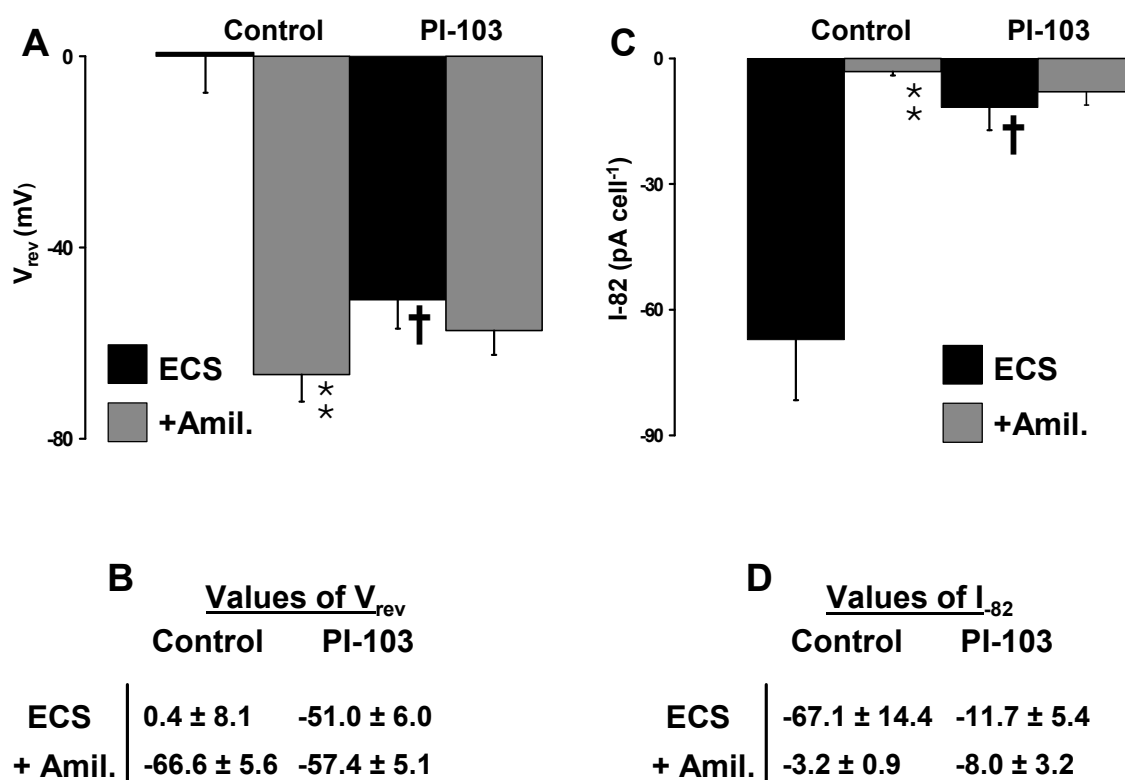 A
Control PI-103
0
-40
-80
V_rev (mV)
ECS
+Amil.
**
†
C
Control PI-103
0
-30
-60
-90
I-82 (pA cell⁻¹)
**
†
ECS
+Amil.
B
Values of V_rev
Control PI-103
ECS 0.4 ± 8.1 -51.0 ± 6.0
+ Amil. -66.6 ± 5.6 -57.4 ± 5.1
D
Values of I_-82
Control PI-103
ECS -67.1 ± 14.4 -11.7 ± 5.4
+ Amil. -3.2 ± 0.9 -8.0 ± 3.2